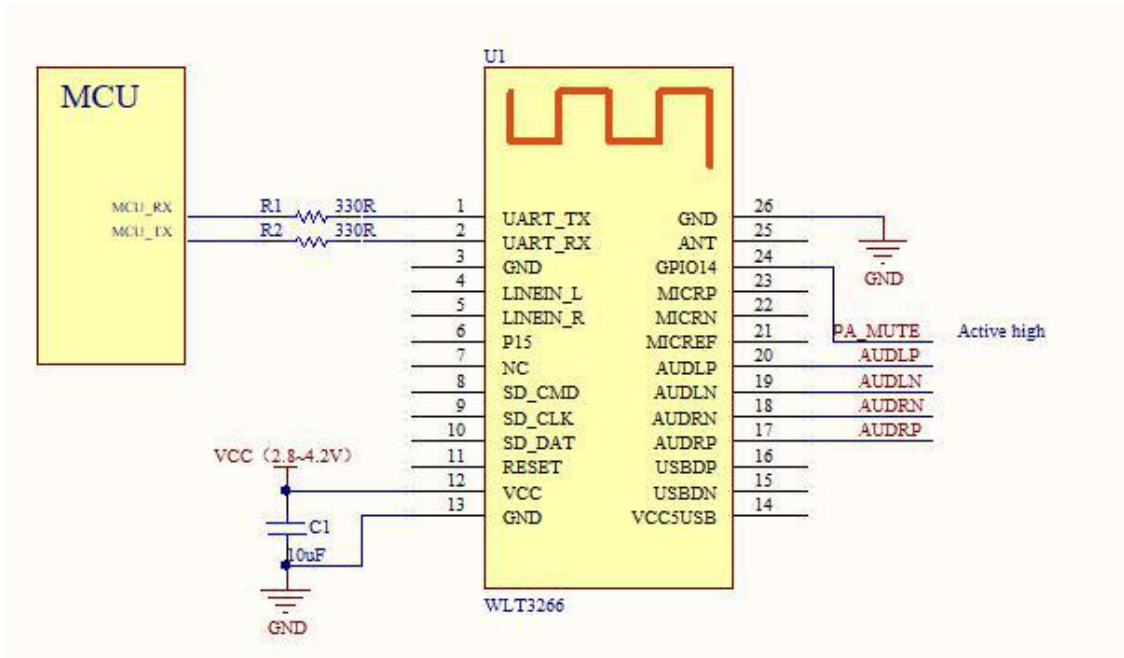 U1
MCU
MCU_RX
MCU_TX
R1 330R
R2 330R
1 UART_TX
2 UART_RX
3 GND
4 LINEIN_L
5 LINEIN_R
6 P15
7 NC
8 SD_CMD
9 SD_CLK
10 SD_DAT
11 RESET
12 VCC
13 GND
GND 26
ANT 25
GPIO14 24
MICRP 23
MICRN 22
MICREF 21
AUDLP 20
AUDLN 19
AUDRN 18
AUDRP 17
USBDP 16
USBDN 15
VCC5USB 14
GND
PA_MUTE Active high
AUDLP
AUDLN
AUDRN
AUDRP
VCC（2.8~4.2V）
C1
10uF
GND
WLT3266